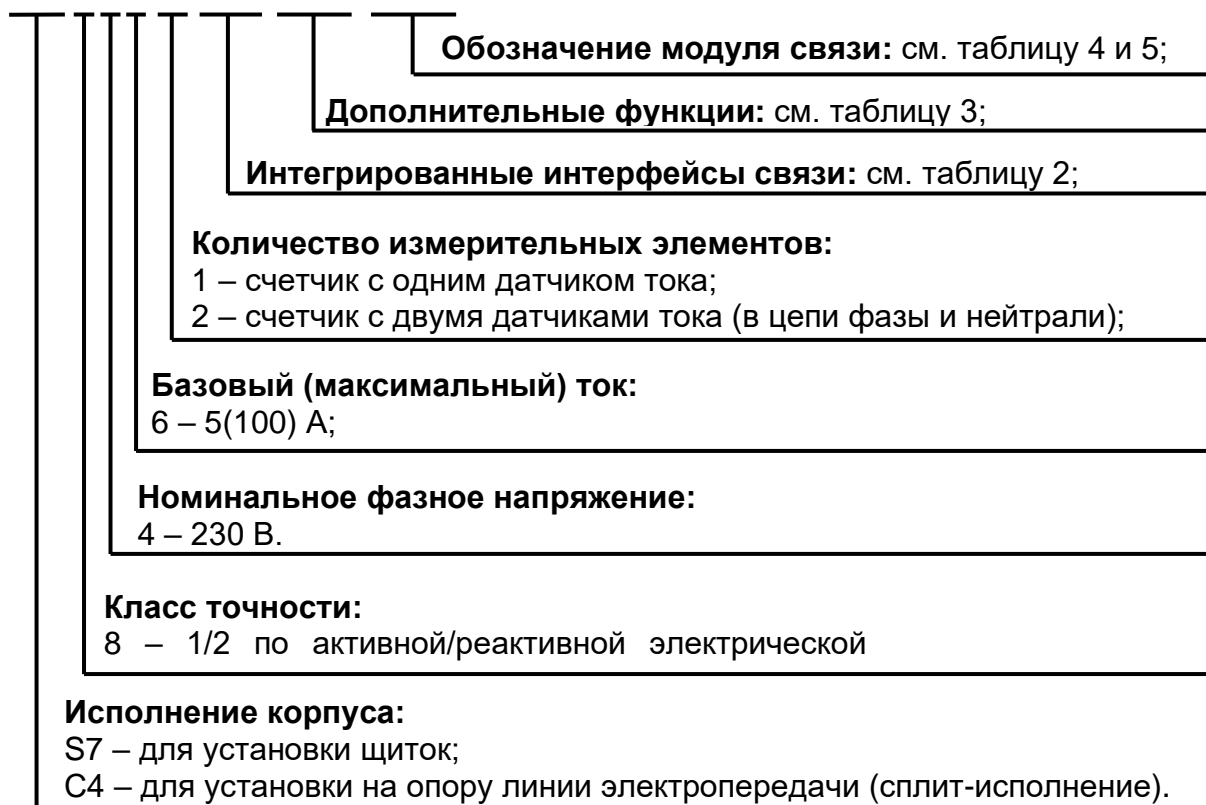 Обозначение модуля связи: см. таблицу 4 и 5;
Дополнительные функции: см. таблицу 3;
Интегрированные интерфейсы связи: см. таблицу 2;
Количество измерительных элементов:
1 – счетчик с одним датчиком тока;
2 – счетчик с двумя датчиками тока (в цепи фазы и нейтрали);
Базовый (максимальный) ток:
6 – 5(100) А;
Номинальное фазное напряжение:
4 – 230 В.
Класс точности:
8 – 1/2 по активной/реактивной электрической
Исполнение корпуса:
S7 – для установки щиток;
C4 – для установки на опору линии электропередачи (сплит-исполнение).